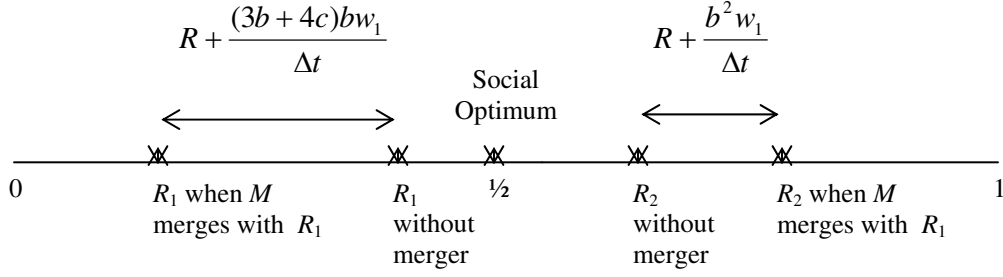 R + (3b + 4c)bw₁ / Δt
R + b²w₁ / Δt
Social
Optimum
0
R₁ when M
merges with R₁
R₁
without
merger
½
R₂
without
merger
R₂ when M
merges with R₁
1